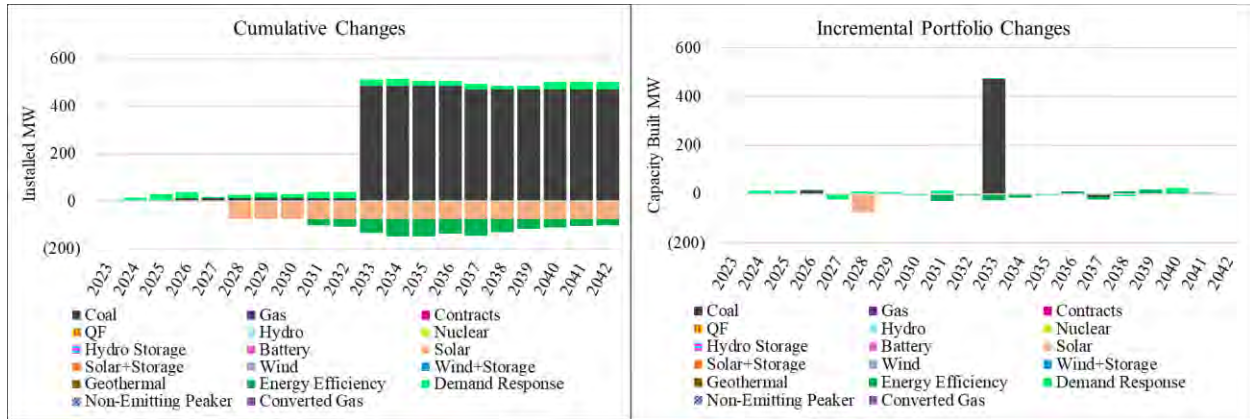 Cumulative Changes
Installed MW
600
400
200
0
(200)
2023 2024 2025 2026 2027 2028 2029 2030 2031 2032 2033 2034 2035 2036 2037 2038 2039 2040 2041 2042
Coal Gas Contracts
QF Hydro Nuclear
Hydro Storage Battery Solar
Solar+Storage Wind Wind+Storage
Geothermal Energy Efficiency Demand Response
Non-Emitting Peaker Converted Gas
Incremental Portfolio Changes
Capacity Built MW
600
400
200
0
(200)
2023 2024 2025 2026 2027 2028 2029 2030 2031 2032 2033 2034 2035 2036 2037 2038 2039 2040 2041 2042
Coal Gas Contracts
QF Hydro Nuclear
Hydro Storage Battery Solar
Solar+Storage Wind Wind+Storage
Geothermal Energy Efficiency Demand Response
Non-Emitting Peaker Converted Gas